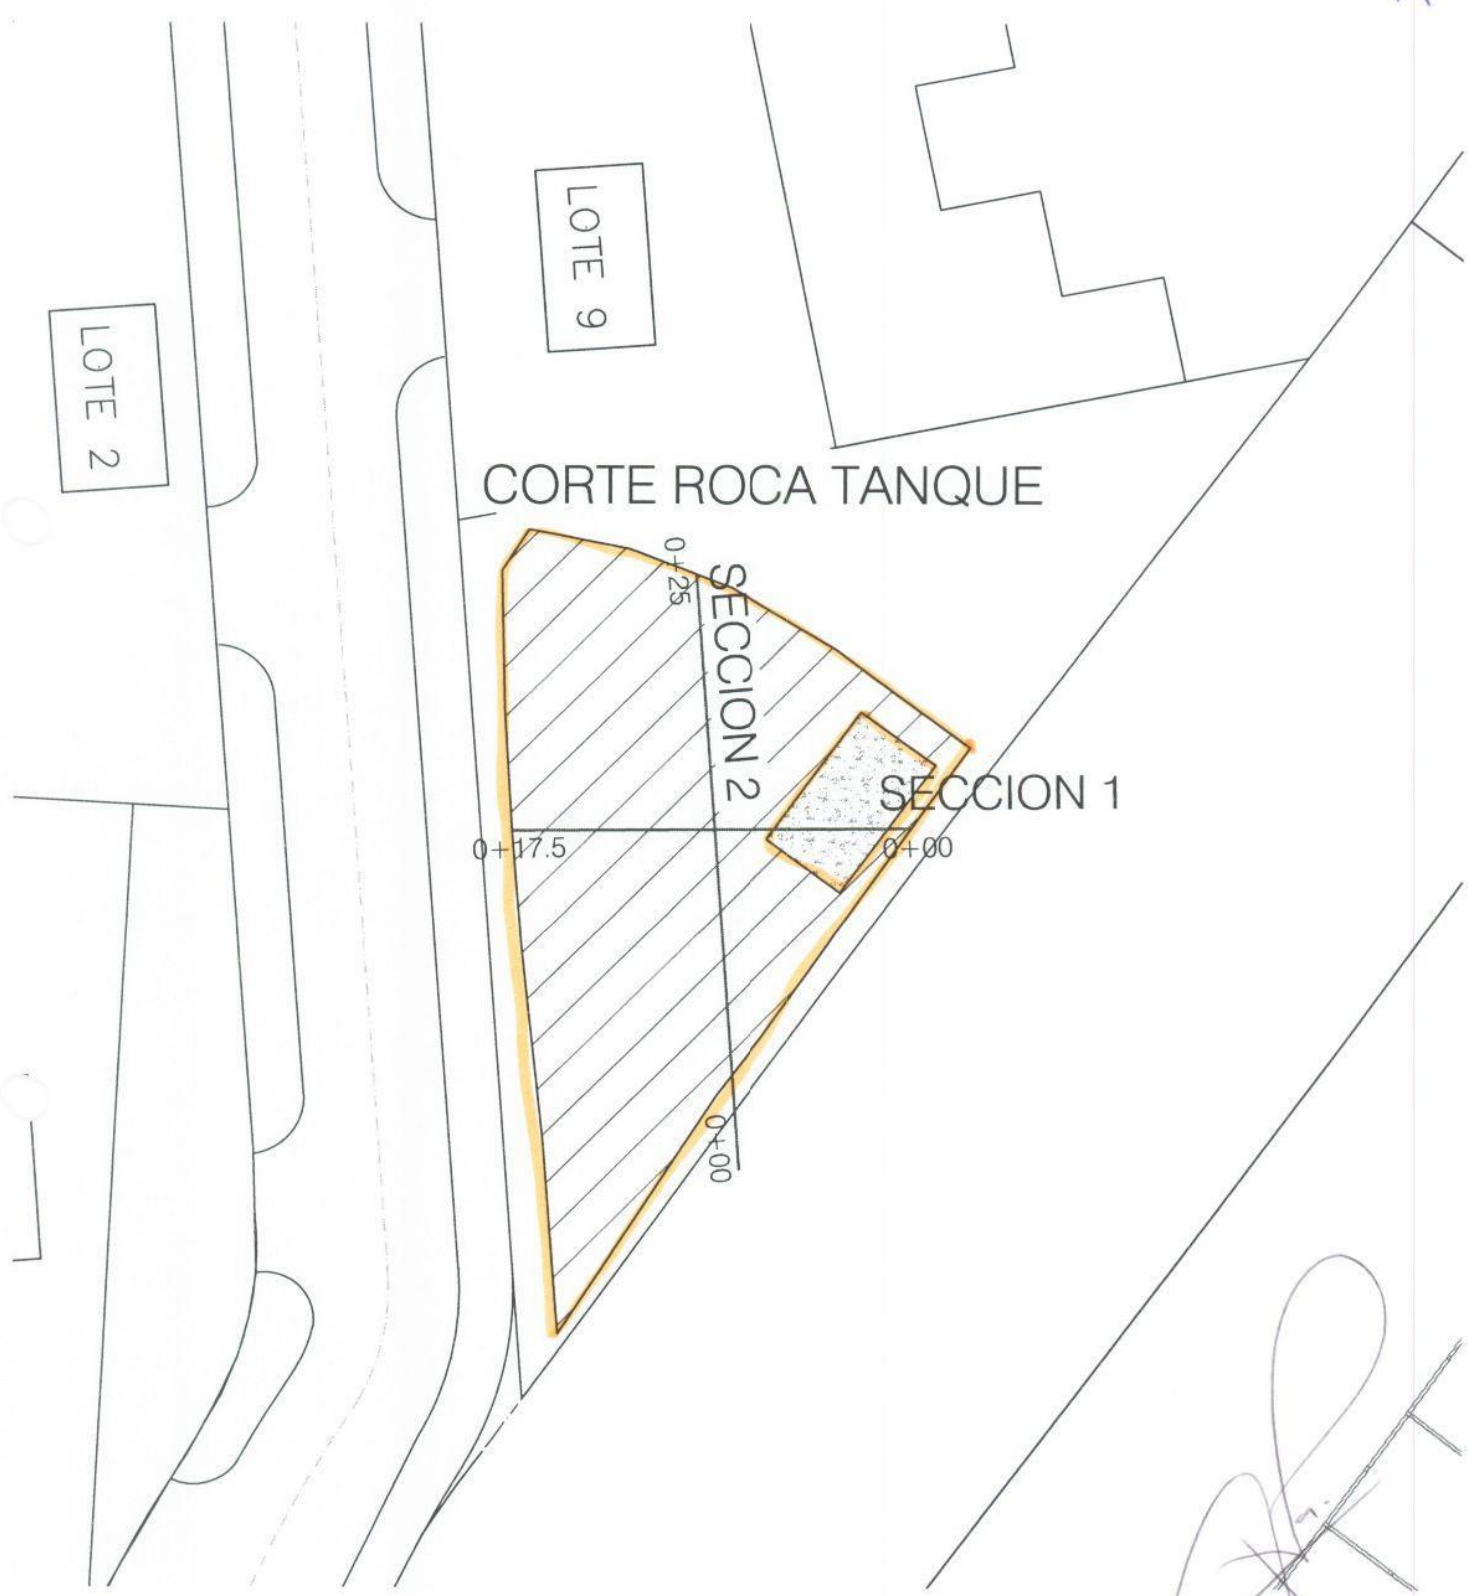 LOTE 9
LOTE 2
CORTE ROCA TANQUE
0+25
SECCION 2
SECCION 1
0+17.5
0+00
0+00